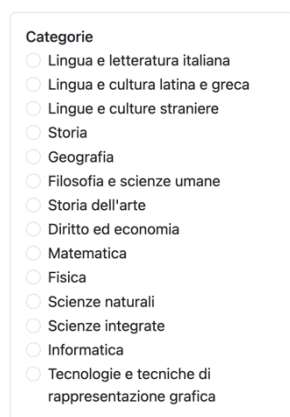 Categorie
Lingua e letteratura italiana
Lingua e cultura latina e greca
Lingue e culture straniere
Storia
Geografia
Filosofia e scienze umane
Storia dell'arte
Diritto ed economia
Matematica
Fisica
Scienze naturali
Scienze integrate
Informatica
Tecnologie e tecniche di
rappresentazione grafica